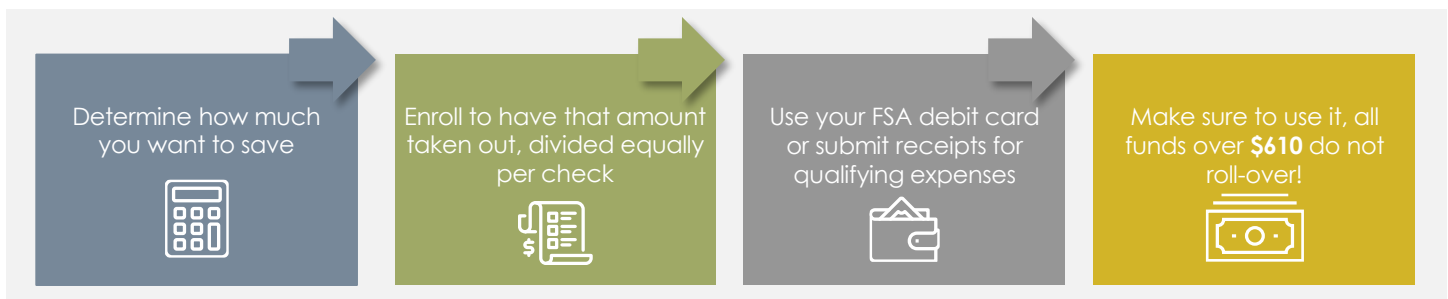 Determine how much
you want to save
Enroll to have that amount
taken out, divided equally
per check
$
Use your FSA debit card
or submit receipts for
qualifying expenses
Make sure to use it, all
funds over $610 do not
roll-over!